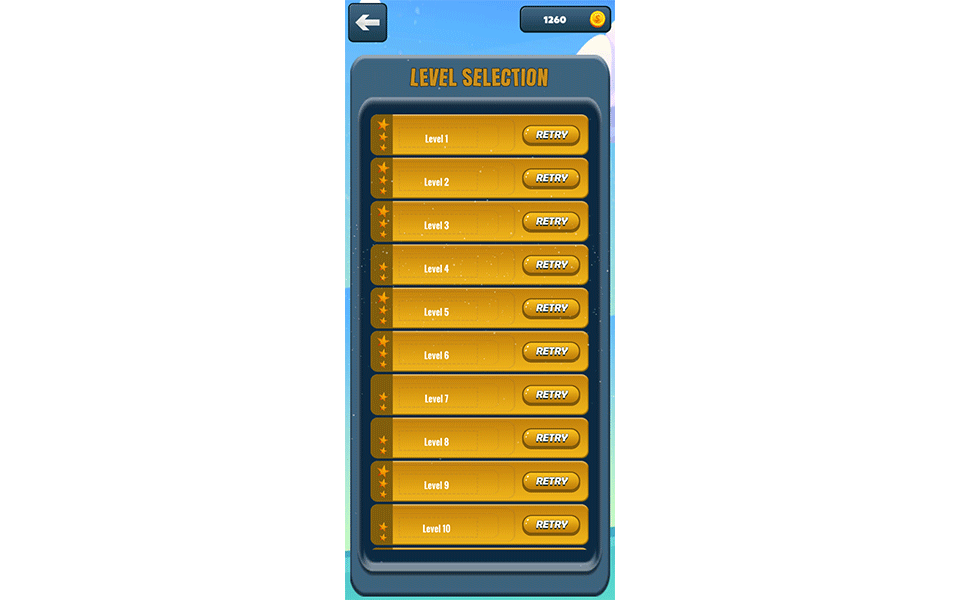 1260
LEVEL SELECTION
Level 1 RETRY
Level 2 RETRY
Level 3 RETRY
Level 4 RETRY
Level 5 RETRY
Level 6 RETRY
Level 7 RETRY
Level 8 RETRY
Level 9 RETRY
Level 10 RETRY